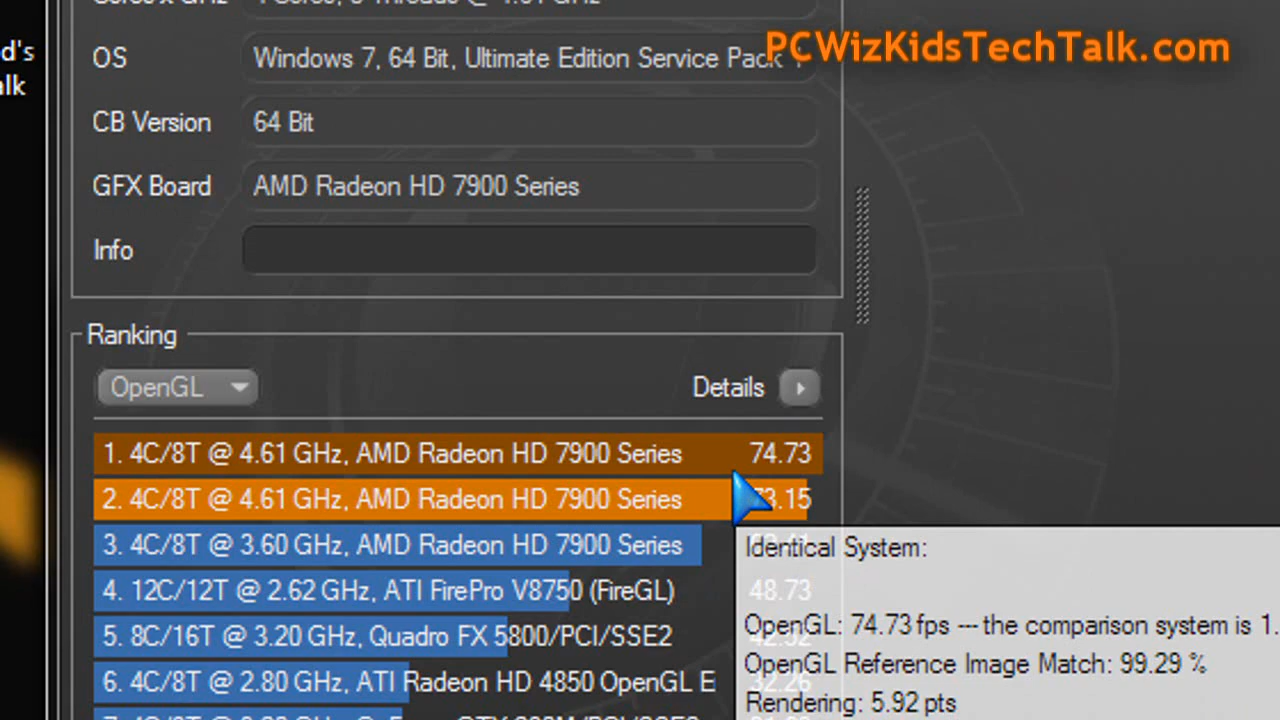 PCWizKidsTechTalk.com
d's
alk
OS
Windows 7, 64 Bit, Ultimate Edition Service Pack
CB Version
64 Bit
GFX Board
AMD Radeon HD 7900 Series
Info
Ranking
OpenGL
Details
1. 4C/8T @ 4.61 GHz, AMD Radeon HD 7900 Series 74.73
2. 4C/8T @ 4.61 GHz, AMD Radeon HD 7900 Series 73.15
3. 4C/8T @ 3.60 GHz, AMD Radeon HD 7900 Series
4. 12C/12T @ 2.62 GHz, ATI FirePro V8750 (FireGL) 48.73
5. 8C/16T @ 3.20 GHz, Quadro FX 5800/PCI/SSE2
6. 4C/8T @ 2.80 GHz, ATI Radeon HD 4850 OpenGL E 32.26
Identical System:
OpenGL: 74.73 fps --- the comparison system is 1.
OpenGL Reference Image Match: 99.29 %
Rendering: 5.92 pts